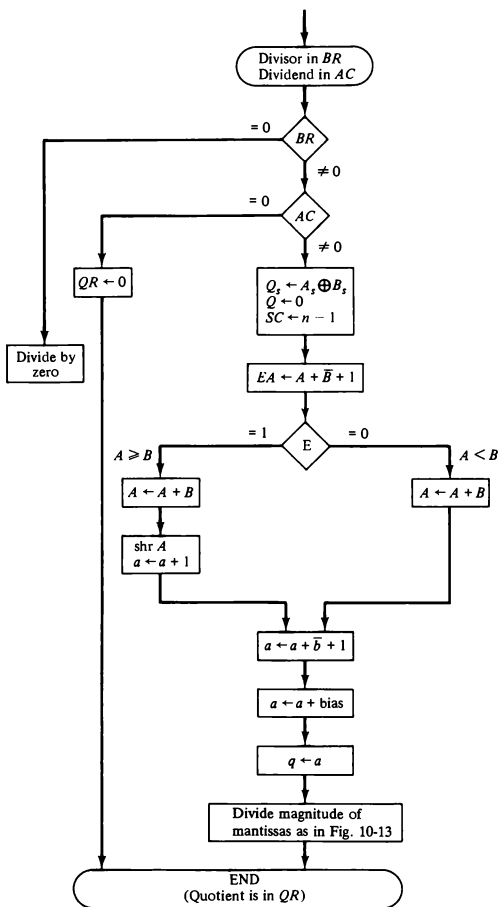 Divisor in BR
Dividend in AC
= 0
BR
≠ 0
= 0
AC
≠ 0
QR ← 0
Qₛ ← Aₛ ⊕ Bₛ
Q ← 0
SC ← n − 1
Divide by
zero
EA ← A + B̅ + 1
= 1
E
= 0
A ⩾ B
A < B
A ← A + B
A ← A + B
shr A
a ← a + 1
a ← a + b̅ + 1
a ← a + bias
q ← a
Divide magnitude of
mantissas as in Fig. 10-13
END
(Quotient is in QR)